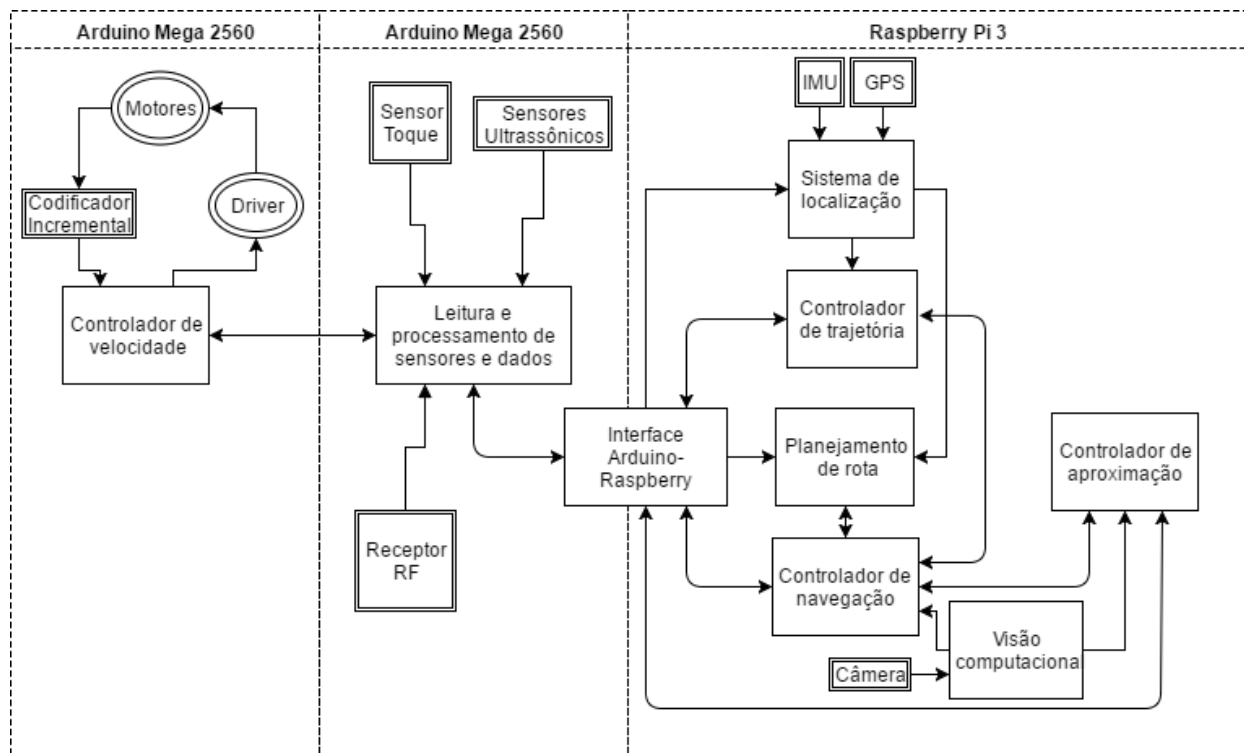 Arduino Mega 2560
Arduino Mega 2560
Raspberry Pi 3
Motores
Codificador
Incremental
Driver
Controlador de
velocidade
Sensor
Toque
Sensores
Ultrassônicos
Leitura e
processamento de
sensores e dados
Receptor
RF
Interface
Arduino-
Raspberry
IMU
GPS
Sistema de
localização
Controlador
de trajetória
Planejamento
de rota
Controlador de
navegação
Controlador de
aproximação
Visão
computacional
Câmera